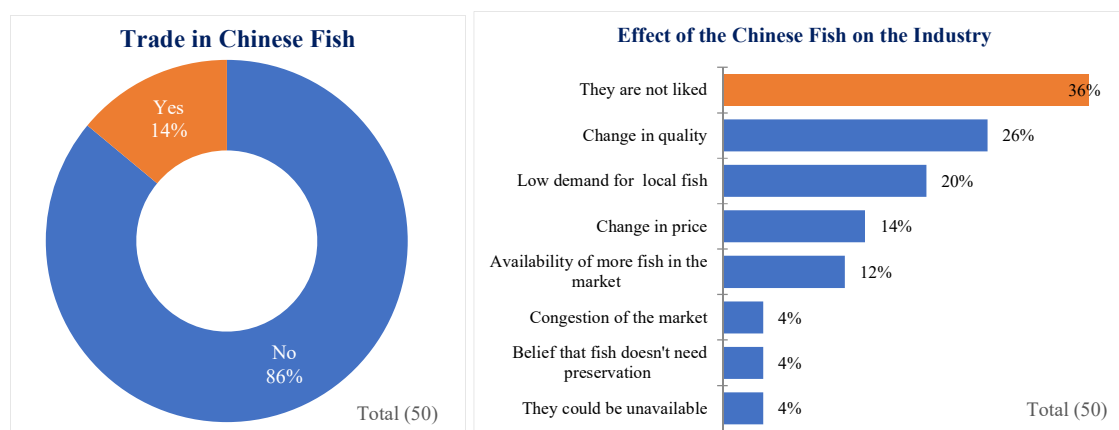 Trade in Chinese Fish
Yes
14%
No
86%
Total (50)
Effect of the Chinese Fish on the Industry
They are not liked
36%
Change in quality
26%
Low demand for  local fish
20%
Change in price
14%
Availability of more fish in the
market
12%
Congestion of the market
4%
Belief that fish doesn't need
preservation
4%
They could be unavailable
4%
Total (50)